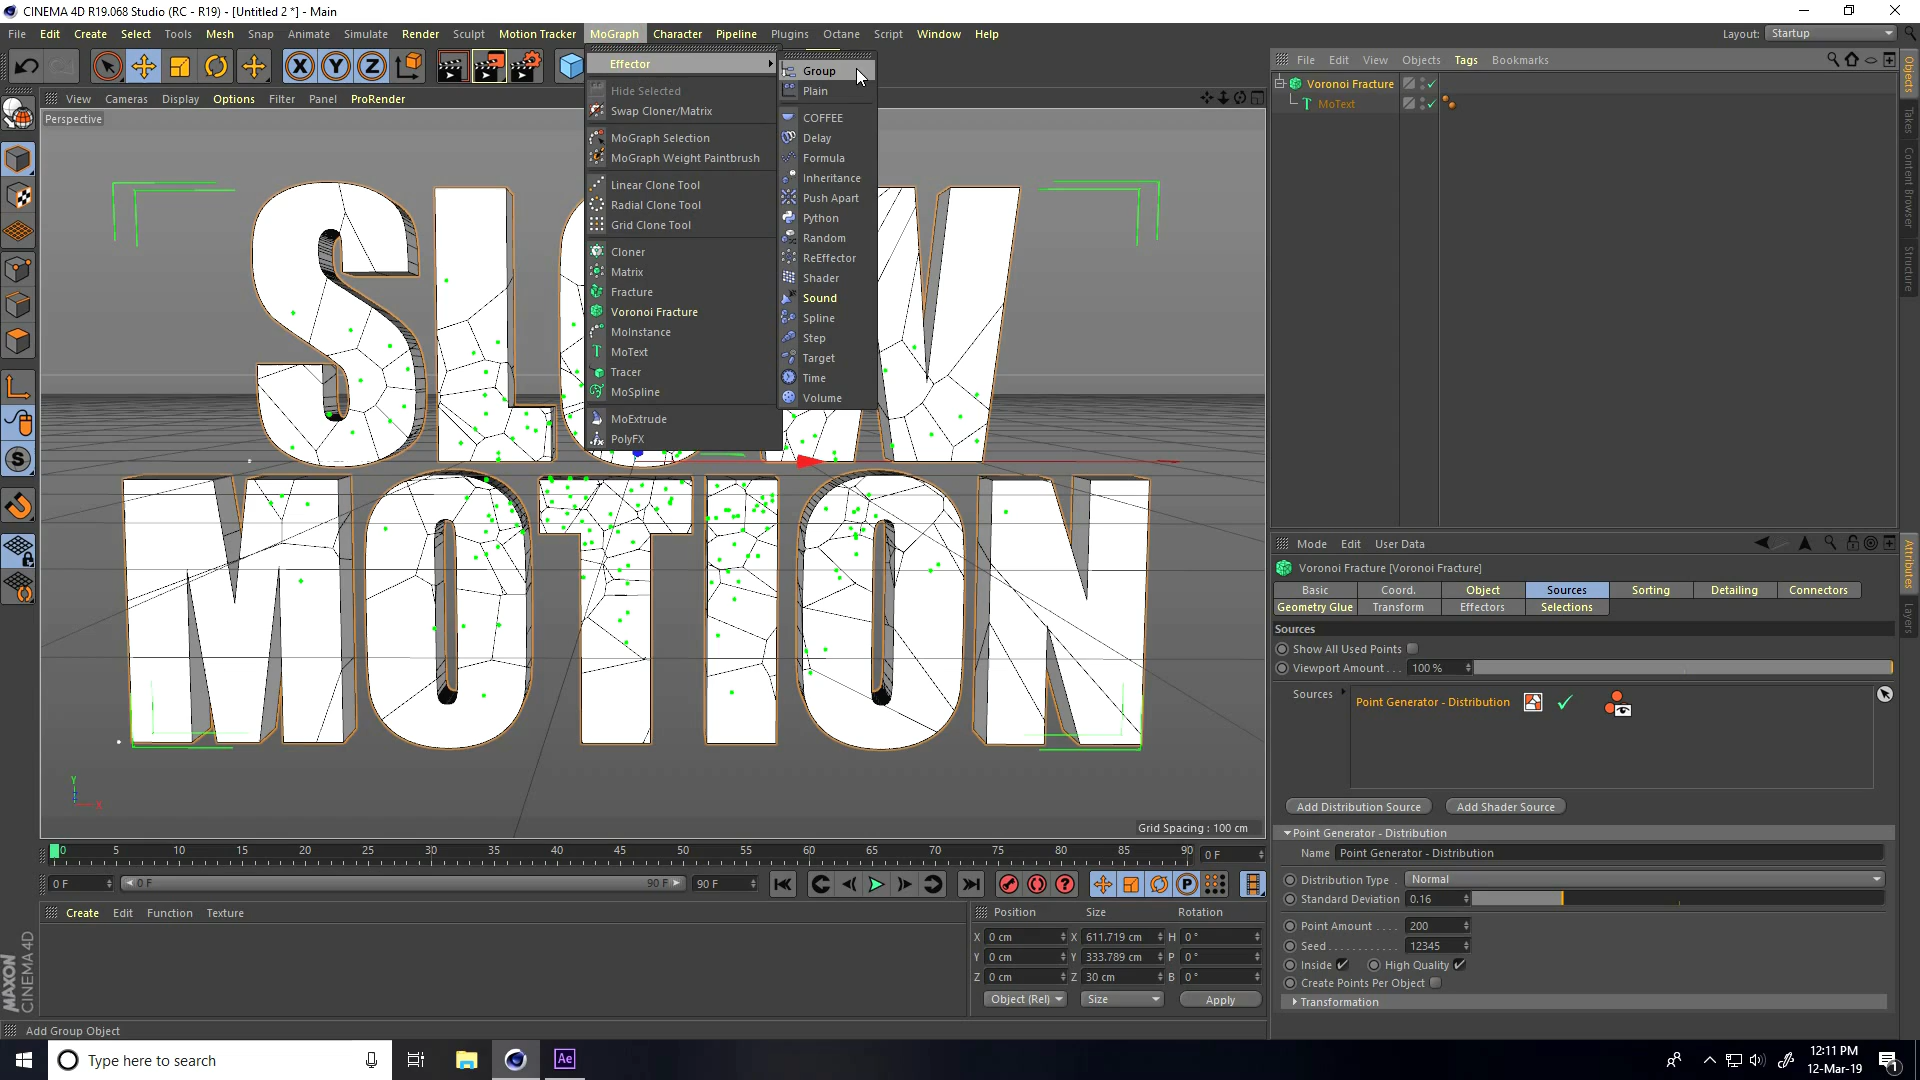 CINEMA 4D R19.068 Studio (RC - R19) - [Untitled 2 *] - Main
File Edit Create Select Tools Mesh Snap Animate Simulate Render Sculpt Motion Tracker MoGraph Character Pipeline Plugins Octane Script Window Help
Layout: Startup
View Cameras Display Options Filter Panel ProRender
Perspective
Effector
Hide Selected
Swap Cloner/Matrix
MoGraph Selection
MoGraph Weight Paintbrush
Linear Clone Tool
Radial Clone Tool
Grid Clone Tool
Cloner
Matrix
Fracture
Voronoi Fracture
MoInstance
MoText
Tracer
MoSpline
MoExtrude
PolyFX
Group
Plain
COFFEE
Delay
Formula
Inheritance
Push Apart
Python
Random
ReEffector
Shader
Sound
Spline
Step
Target
Time
Volume
SLOW
MOTION
Y
X
Grid Spacing : 100 cm
File Edit View Objects Tags Bookmarks
Voronoi Fracture
MoText
Objects
Takes
Content Browser
Structure
Mode Edit User Data
Voronoi Fracture [Voronoi Fracture]
Basic Coord. Object Sources Sorting Detailing Connectors
Geometry Glue Transform Effectors Selections
Sources
Show All Used Points
Viewport Amount . . . 100 %
Sources
Point Generator - Distribution
Add Distribution Source Add Shader Source
Point Generator - Distribution
Name Point Generator - Distribution
Distribution Type . Normal
Standard Deviation 0.16
Point Amount . . . . 200
Seed . . . . . . . . . . . 12345
Inside High Quality
Create Points Per Object
Transformation
Attributes
Layers
0 5 10 15 20 25 30 35 40 45 50 55 60 65 70 75 80 85 90
0 F
0 F 0 F 90 F 90 F
Create Edit Function Texture
Position Size Rotation
X 0 cm X 611.719 cm H 0 °
Y 0 cm Y 333.789 cm P 0 °
Z 0 cm Z 30 cm B 0 °
Object (Rel) Size Apply
MAXON
CINEMA 4D
Add Group Object
Type here to search
Ae
12:11 PM
12-Mar-19
1